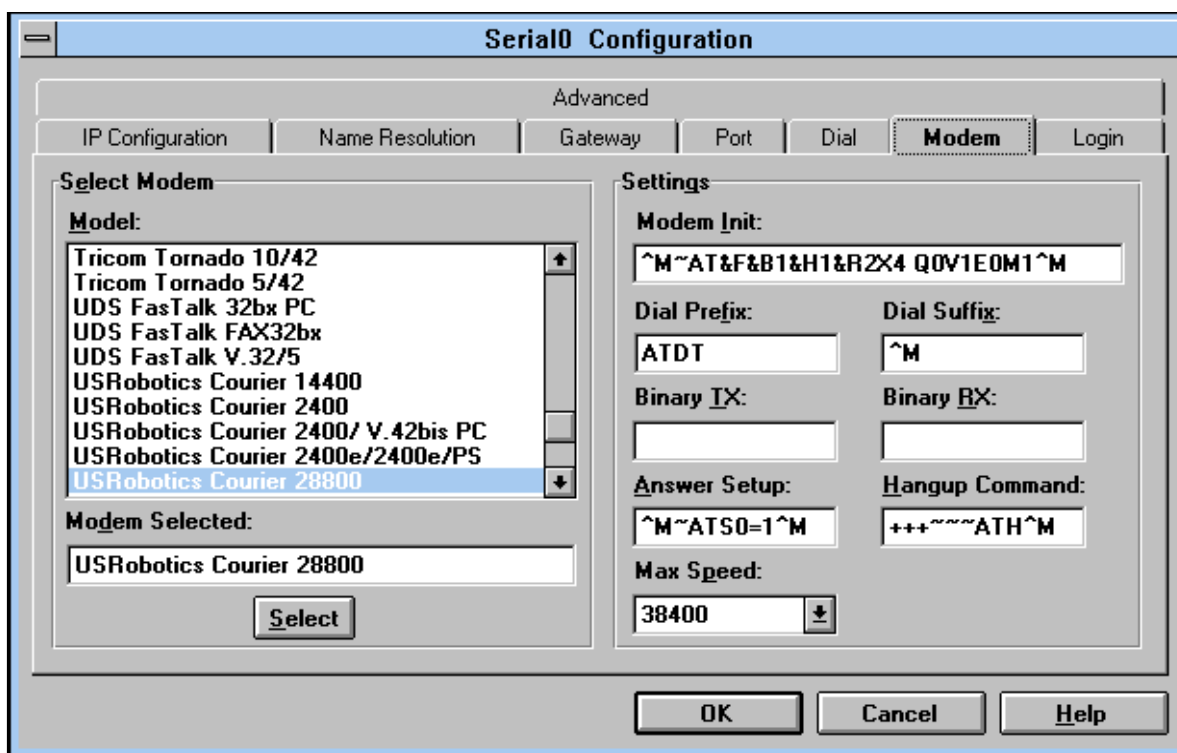 Serial0 Configuration
Advanced
IP Configuration
Name Resolution
Gateway
Port
Dial
Modem
Login
Select Modem
Model:
Tricom Tornado 10/42
Tricom Tornado 5/42
UDS FasTalk 32bx PC
UDS FasTalk FAX32bx
UDS FasTalk V.32/5
USRobotics Courier 14400
USRobotics Courier 2400
USRobotics Courier 2400/ V.42bis PC
USRobotics Courier 2400e/2400e/PS
USRobotics Courier 28800
Modem Selected:
USRobotics Courier 28800
Select
Settings
Modem Init:
^M~AT&F&B1&H1&R2X4 Q0V1E0M1^M
Dial Prefix:
Dial Suffix:
ATDT
^M
Binary TX:
Binary RX:
Answer Setup:
Hangup Command:
^M~ATS0=1^M
+++~~~ATH^M
Max Speed:
38400
OK
Cancel
Help